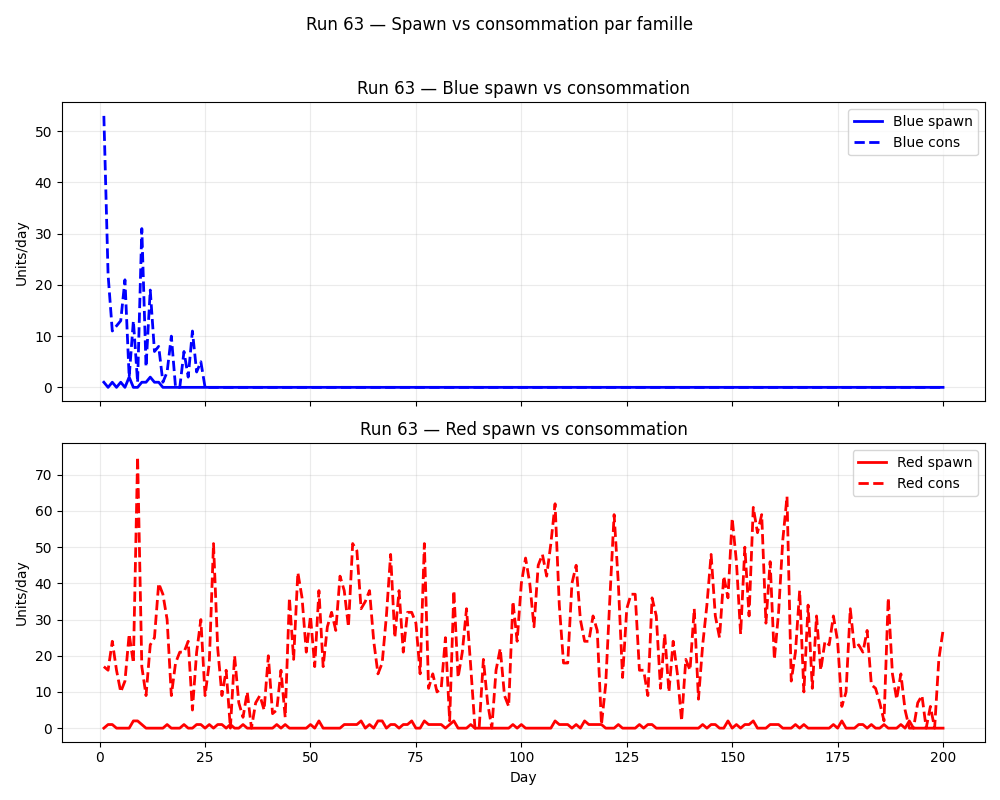 Run 63 — Spawn vs consommation par famille
Run 63 — Blue spawn vs consommation
Units/day
50
40
30
20
10
0
Blue spawn
Blue cons
Run 63 — Red spawn vs consommation
Units/day
70
60
50
40
30
20
10
0
Red spawn
Red cons
0 25 50 75 100 125 150 175 200
Day